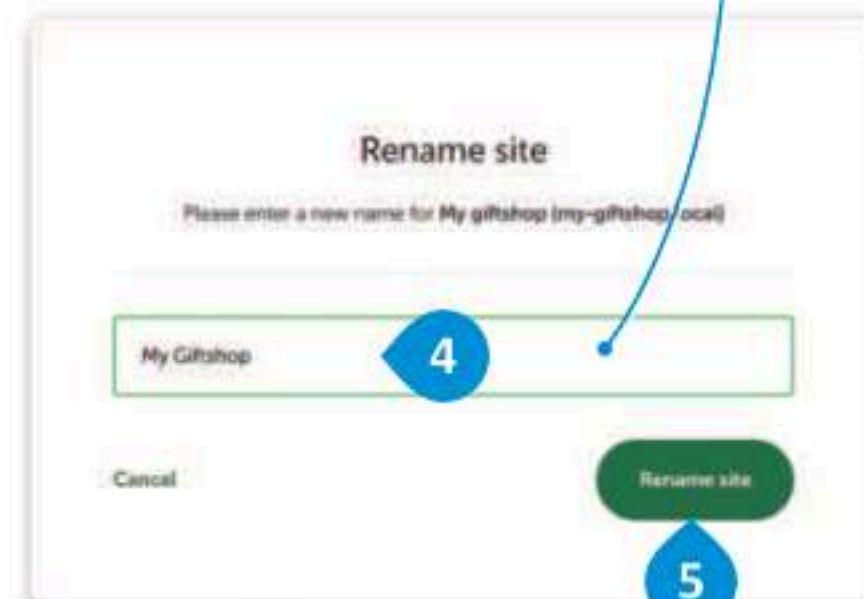 Rename site
Please enter a new name for My giftshop (my-giftshop.local)
My Giftshop
4
Cancel
Rename site
5